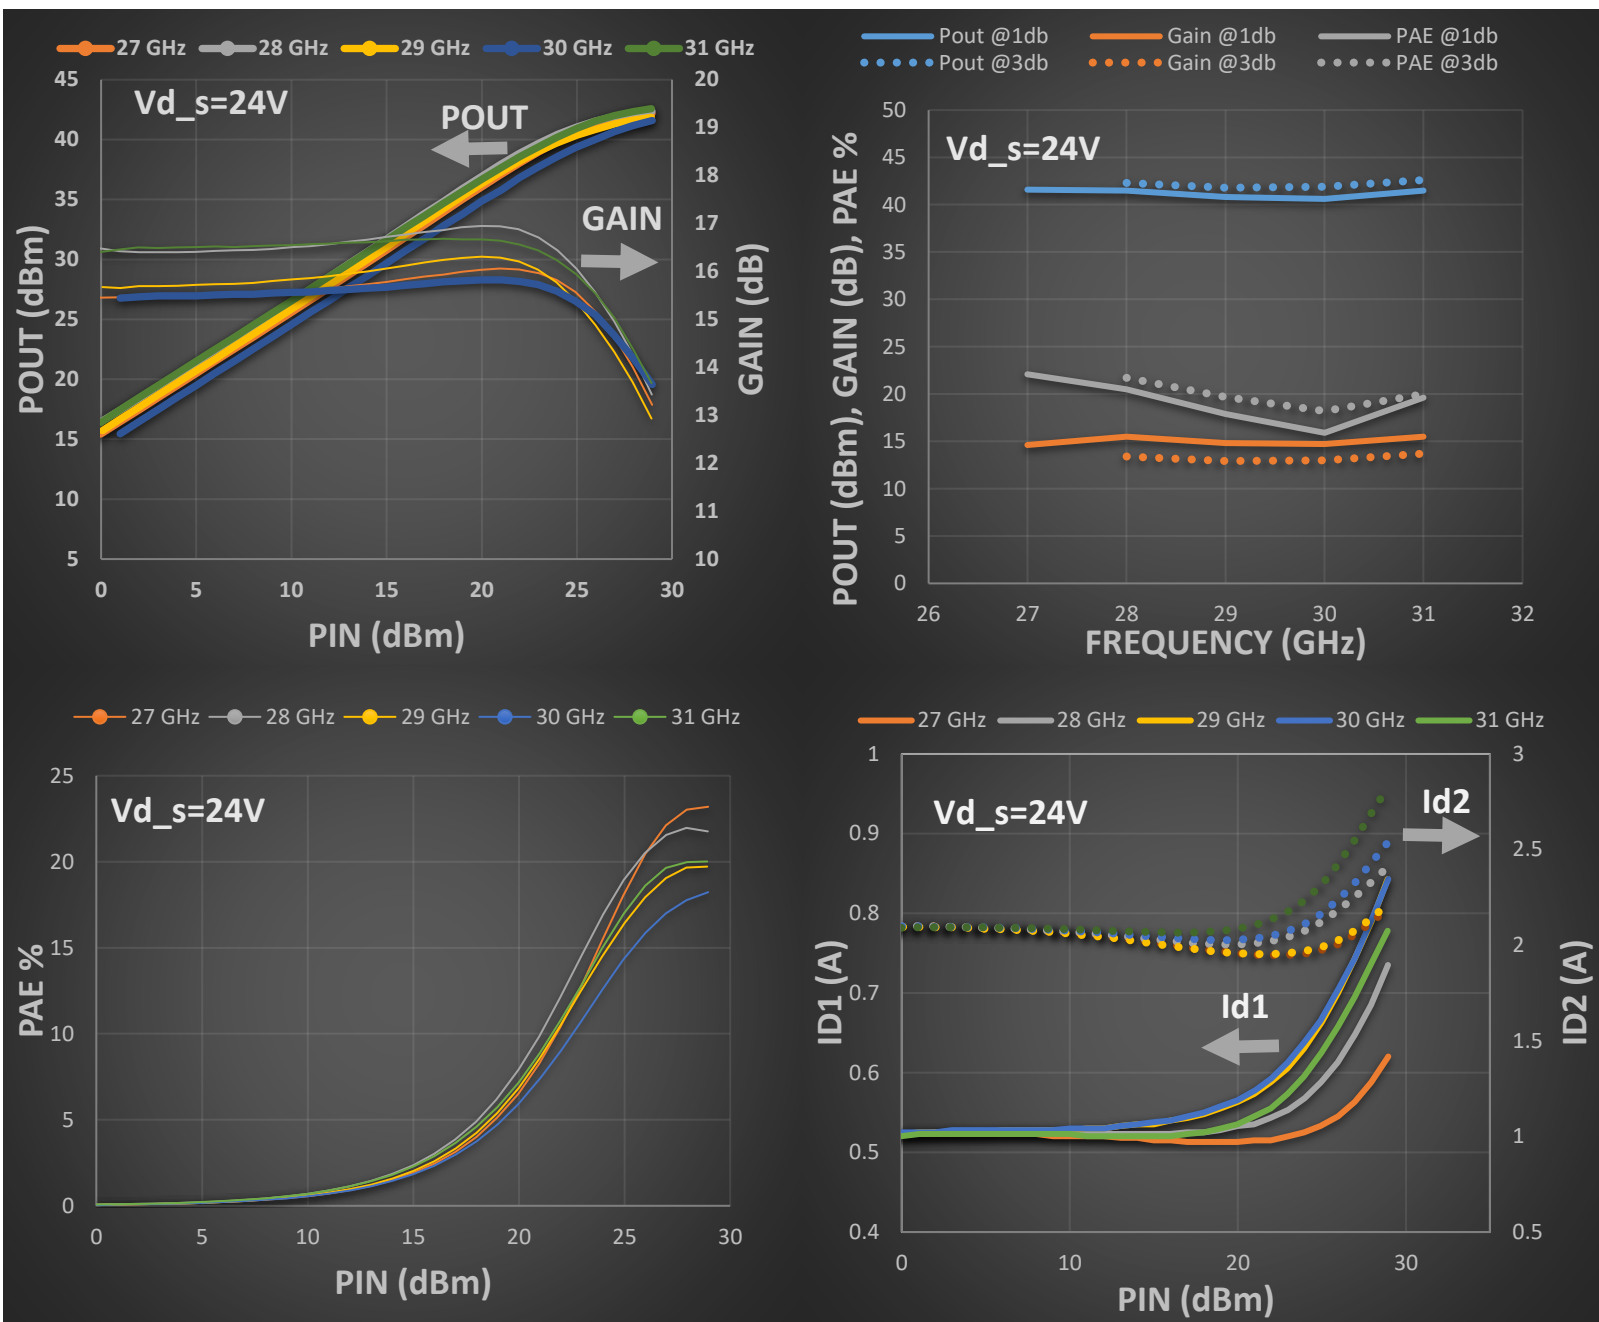 27 GHz 28 GHz 29 GHz 30 GHz 31 GHz
Vd_s=24V
POUT
GAIN
POUT (dBm)
45
40
35
30
25
20
15
10
5
20
19
18
17
16
15
14
13
12
11
10
GAIN (dB)
0 5 10 15 20 25 30
PIN (dBm)
Pout @1db Gain @1db PAE @1db
Pout @3db Gain @3db PAE @3db
Vd_s=24V
POUT (dBm), GAIN (dB), PAE %
50
45
40
35
30
25
20
15
10
5
0
26 27 28 29 30 31 32
FREQUENCY (GHz)
27 GHz 28 GHz 29 GHz 30 GHz 31 GHz
Vd_s=24V
PAE %
25
20
15
10
5
0
0 5 10 15 20 25 30
PIN (dBm)
27 GHz 28 GHz 29 GHz 30 GHz 31 GHz
Vd_s=24V
Id2
Id1
ID1 (A)
1
0.9
0.8
0.7
0.6
0.5
0.4
3
2.5
2
1.5
1
0.5
ID2 (A)
0 10 20 30
PIN (dBm)